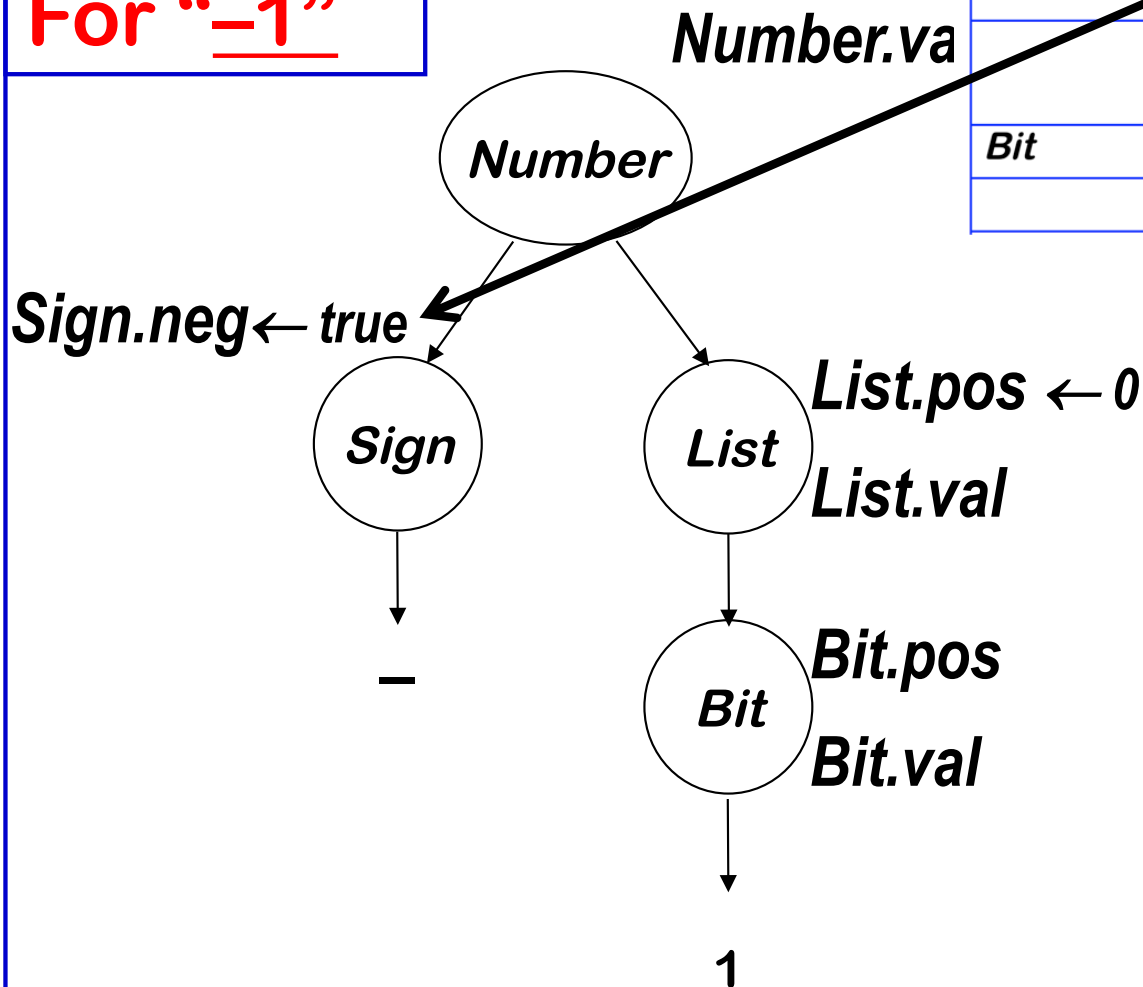 For “–1”
Number.va
Bit
Number
Sign.neg← true
Sign
List
List.pos ← 0
List.val
–
Bit
Bit.pos
Bit.val
1